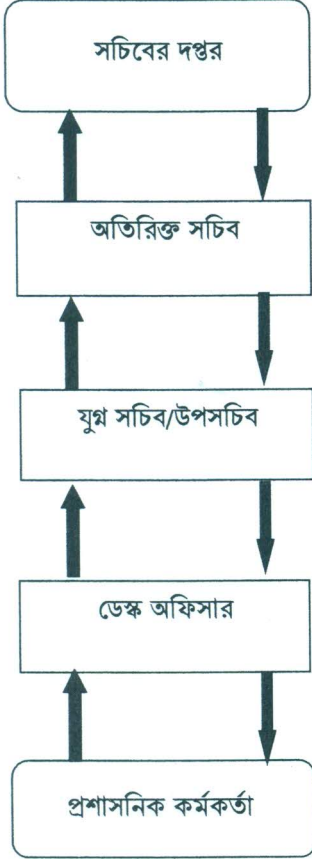 সচিবের দপ্তর
অতিরিক্ত সচিব
যুগ্ন সচিব/উপসচিব
ডেস্ক অফিসার
প্রশাসনিক কর্মকর্তা